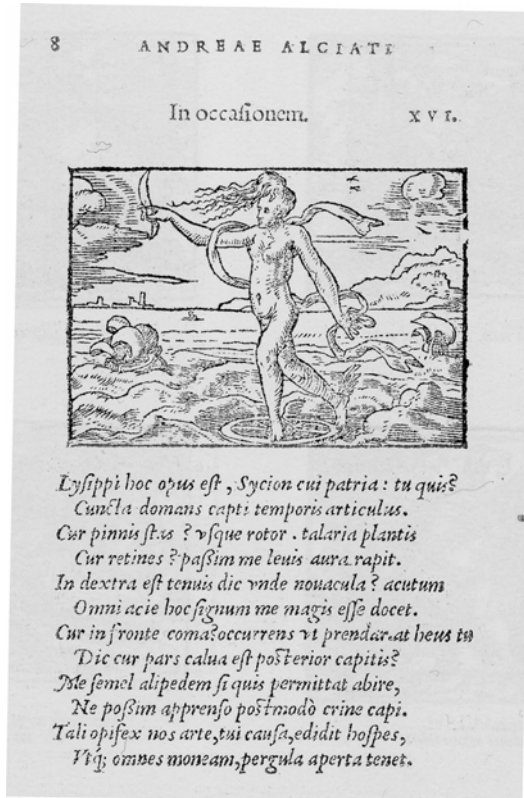 8 ANDREAE ALCIATI
In occaſionem. XVI.
Lyſippi hoc opus eſt, Sycion cui patria: tu quis?
Cuncta domans capti temporis articulus.
Cur pinnis ſtas? vſque rotor. talaria plantis
Cur retines? paſsim me leuis aura rapit.
In dextra eſt tenuis dic vnde nouacula? acutum
Omni acie hoc ſignum me magis eſſe docet.
Cur in fronte coma? occurrens vt prendar. at heus tu
Dic cur pars calua eſt poſterior capitis?
Me ſemel alipedem ſi quis permittat abire,
Ne poſsim apprenſo poſtmodò crine capi.
Tali opifex nos arte, tui cauſa, edidit hoſpes,
Vtq; omnes moneam, pergula aperta tenet.